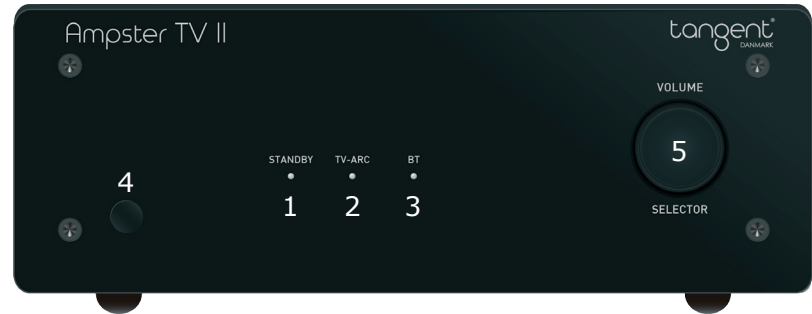 Ampster TV II
tangent®
DANMARK
VOLUME
STANDBY TV-ARC BT
4
1 2 3
5
SELECTOR